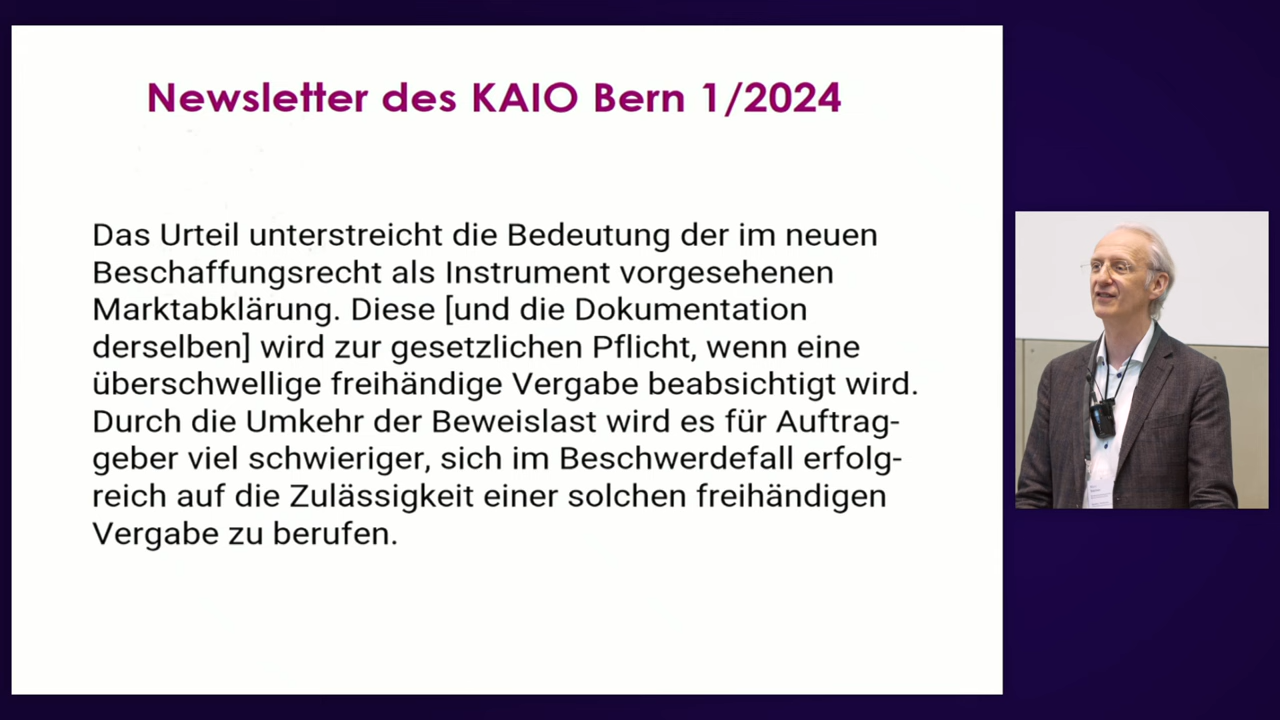 Newsletter des KAIO Bern 1/2024
Das Urteil unterstreicht die Bedeutung der im neuen
Beschaffungsrecht als Instrument vorgesehenen
Marktabklärung. Diese [und die Dokumentation
derselben] wird zur gesetzlichen Pflicht, wenn eine
überschwellige freihändige Vergabe beabsichtigt wird.
Durch die Umkehr der Beweislast wird es für Auftrag-
geber viel schwieriger, sich im Beschwerdefall erfolg-
reich auf die Zulässigkeit einer solchen freihändigen
Vergabe zu berufen.